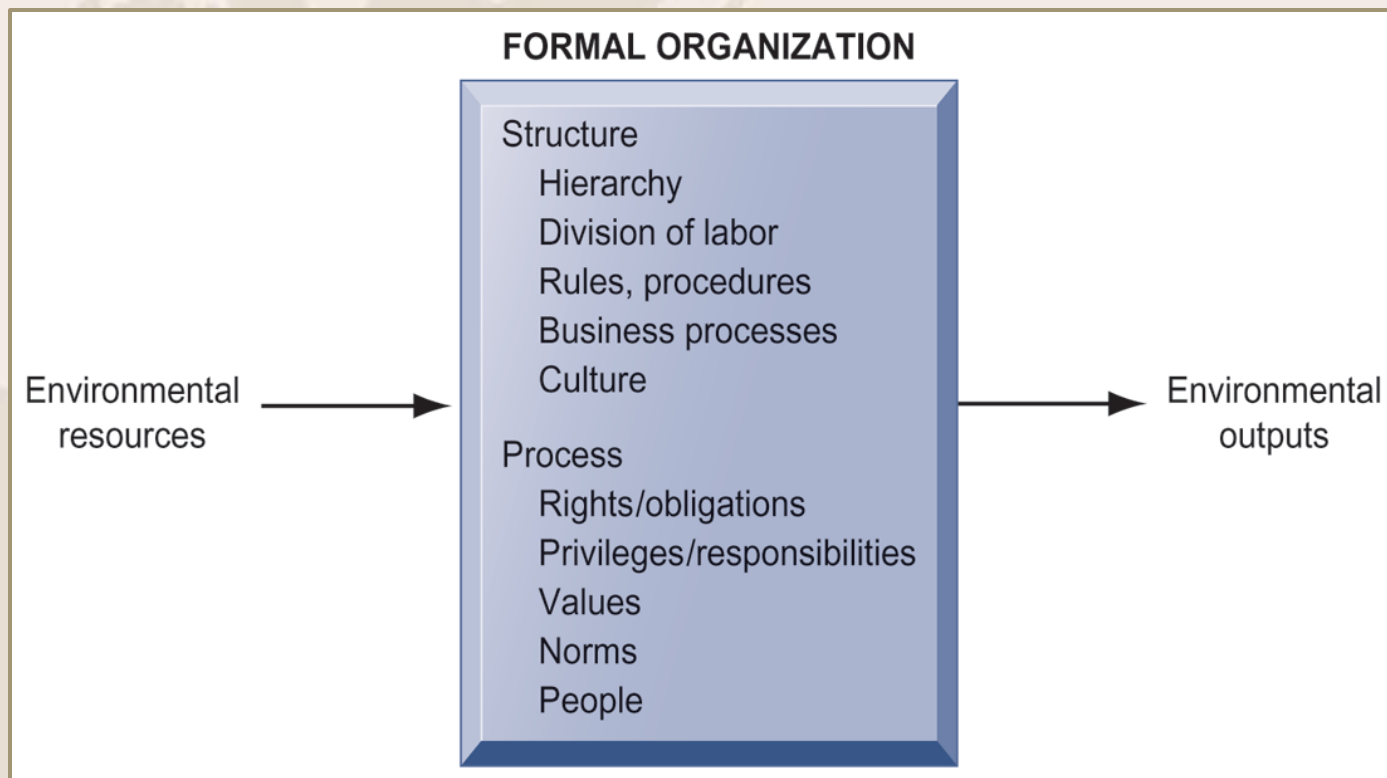 FORMAL ORGANIZATION
Structure
Hierarchy
Division of labor
Rules, procedures
Business processes
Culture
Environmental
resources
Environmental
outputs
Process
Rights/obligations
Privileges/responsibilities
Values
Norms
People